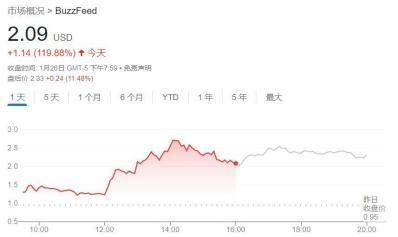 市场概况 > BuzzFeed
2.09 USD
+1.14 (119.88%) ↑ 今天
收盘时间: 1月26日 GMT-5 下午7:59 • 免责声明
盘后价 2.33 +0.24 (11.48%)
1 天 5 天 1 个月 6 个月 YTD 1 年 5 年 最大
3.0
2.5
2.0
1.5
1.0
0.5
昨日
收盘价
0.95
10:00 12:00 14:00 16:00 18:00 20:00